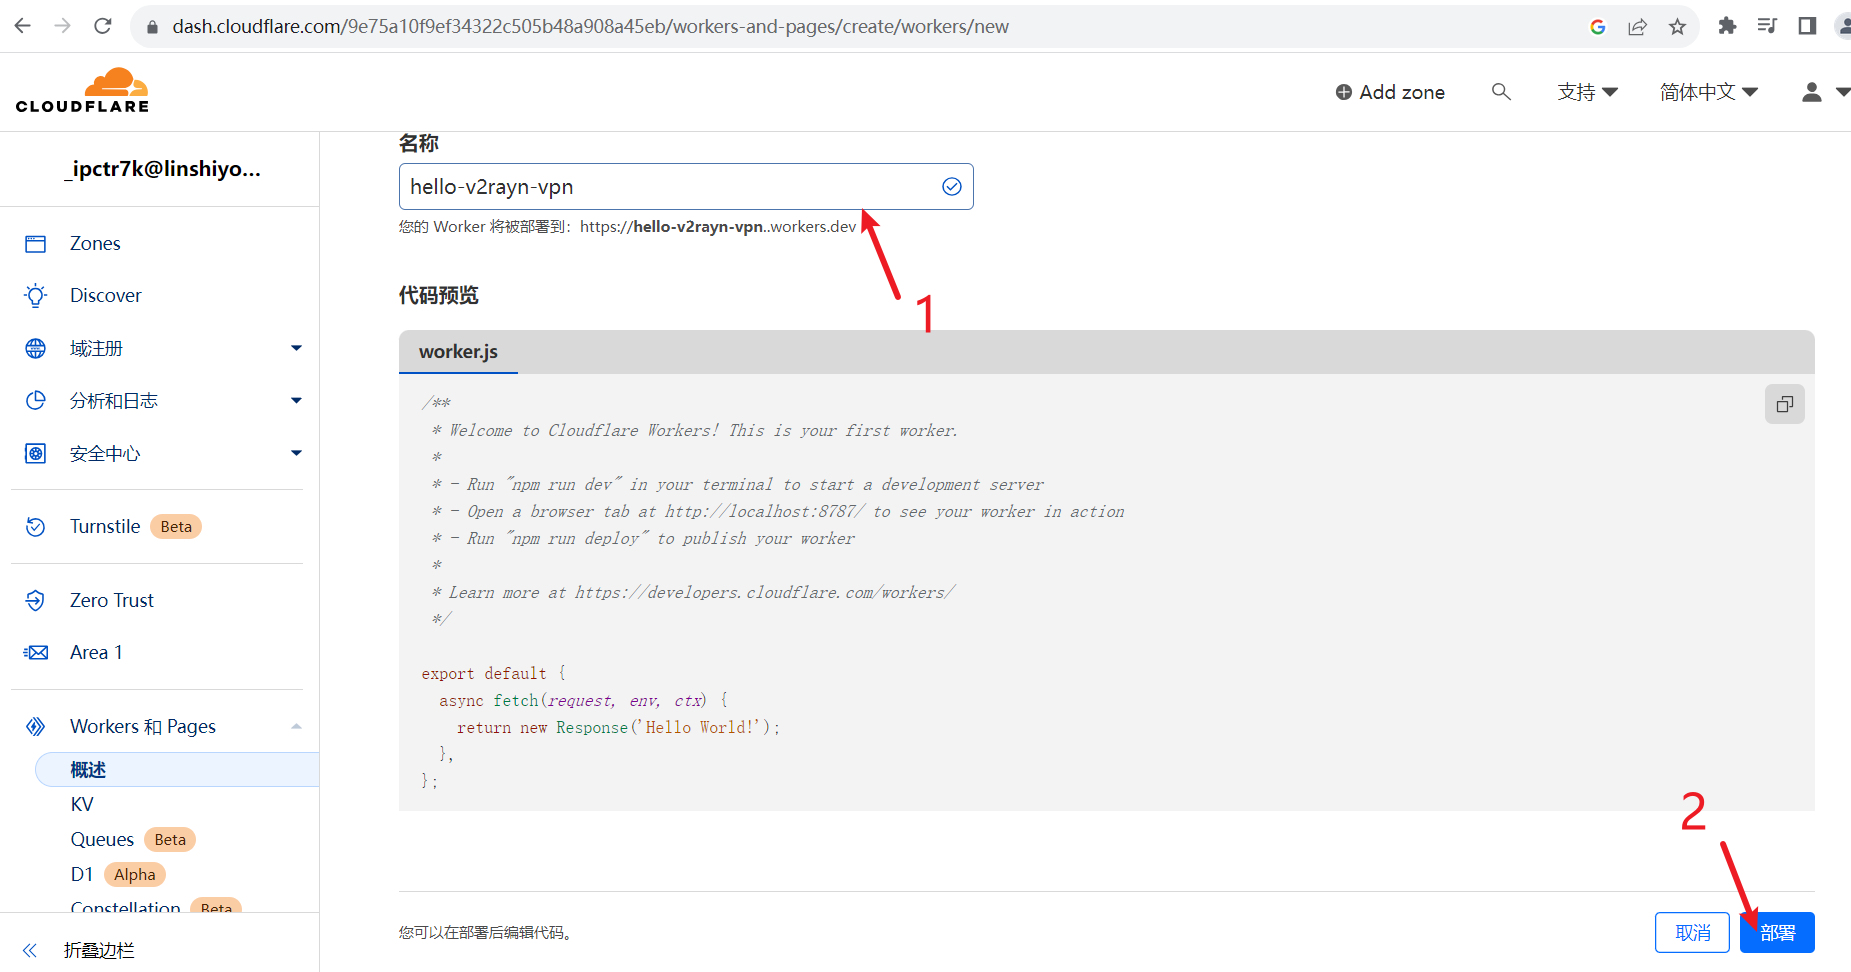 dash.cloudflare.com/9e75a10f9ef34322c505b48a908a45eb/workers-and-pages/create/workers/new
CLOUDFLARE
Add zone
支持
简体中文
_ipctr7k@linshiyo...
Zones
Discover
域注册
分析和日志
安全中心
Turnstile Beta
Zero Trust
Area 1
Workers 和 Pages
概述
KV
Queues Beta
D1 Alpha
Constellation Beta
折叠边栏
名称
hello-v2rayn-vpn
您的 Worker 将被部署到：https://hello-v2rayn-vpn..workers.dev
1
代码预览
worker.js
/**
* Welcome to Cloudflare Workers! This is your first worker.
*
* - Run "npm run dev" in your terminal to start a development server
* - Open a browser tab at http://localhost:8787/ to see your worker in action
* - Run "npm run deploy" to publish your worker
*
* Learn more at https://developers.cloudflare.com/workers/
*/
export default {
async fetch(request, env, ctx) {
return new Response('Hello World!');
},
};
2
您可以在部署后编辑代码。
取消
部署